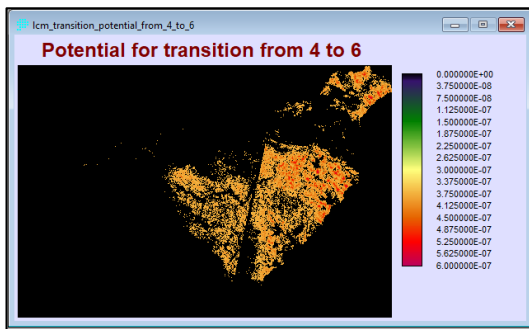 lcm_transition_potential_from_4_to_6
Potential for transition from 4 to 6
0.000000E+00
3.750000E-08
7.500000E-08
1.125000E-07
1.500000E-07
1.875000E-07
2.250000E-07
2.625000E-07
3.000000E-07
3.375000E-07
3.750000E-07
4.125000E-07
4.500000E-07
4.875000E-07
5.250000E-07
5.625000E-07
6.000000E-07